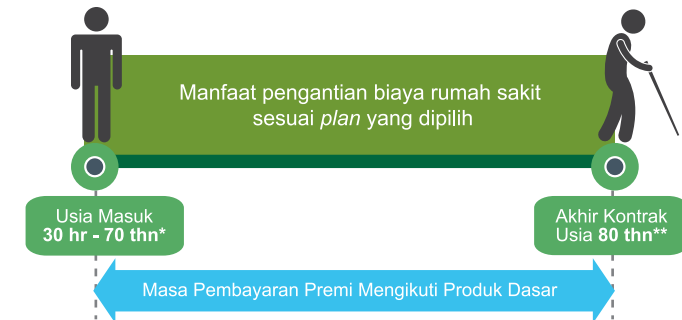 Manfaat pengantian biaya rumah sakit
sesuai plan yang dipilih
Usia Masuk
30 hr - 70 thn*
Akhir Kontrak
Usia 80 thn**
Masa Pembayaran Premi Mengikuti Produk Dasar